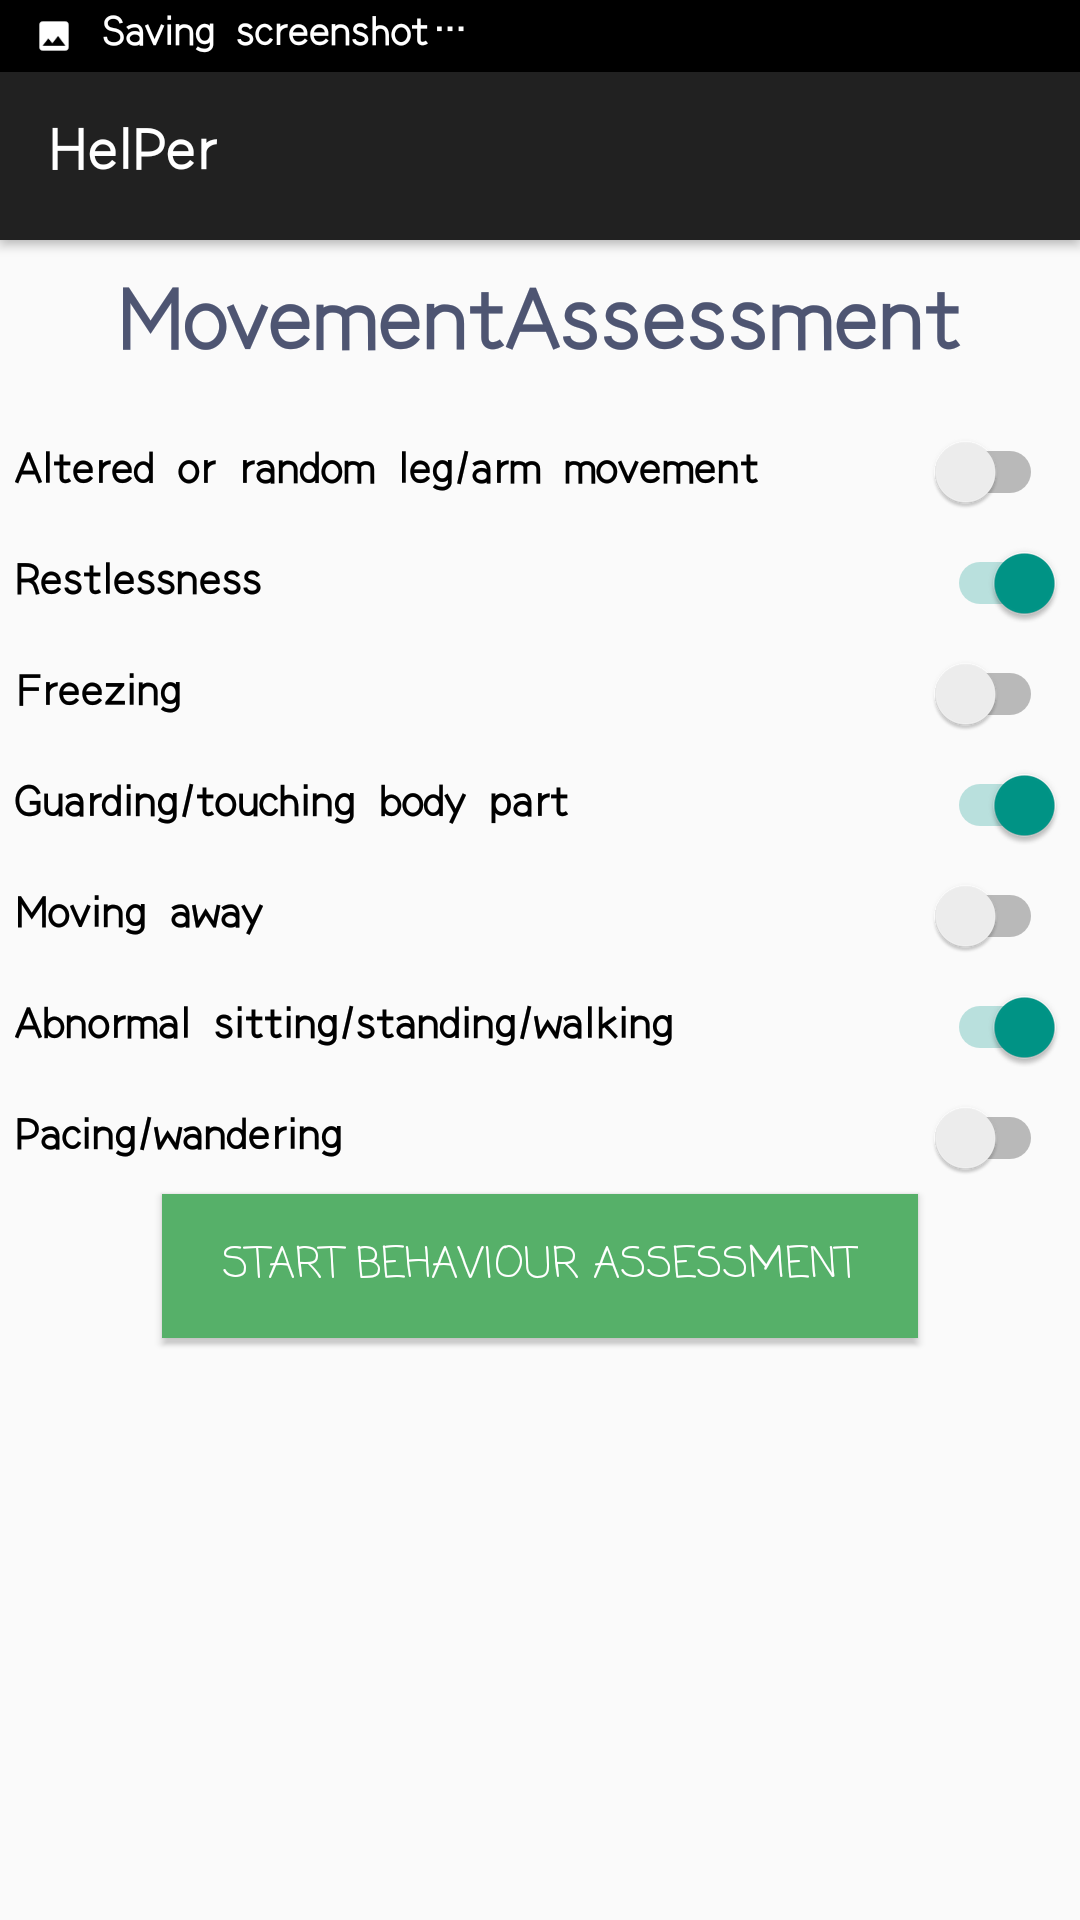 Saving screenshot...
HelPer
MovementAssessment
Altered or random leg/arm movement
Restlessness
Freezing
Guarding/touching body part
Moving away
Abnormal sitting/standing/walking
Pacing/wandering
START BEHAVIOUR ASSESSMENT